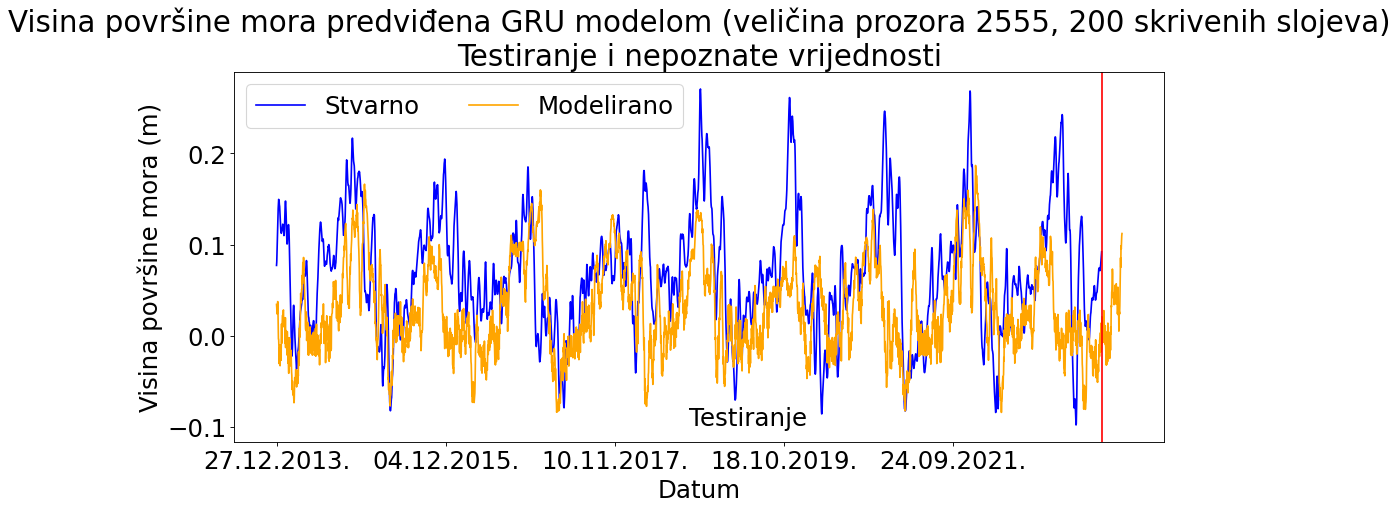 Visina površine mora predviđena GRU modelom (veličina prozora 2555, 200 skrivenih slojeva)
Testiranje i nepoznate vrijednosti
Stvarno Modelirano
Visina površine mora (m)
0.2
0.1
0.0
−0.1
Testiranje
27.12.2013. 04.12.2015. 10.11.2017. 18.10.2019. 24.09.2021.
Datum